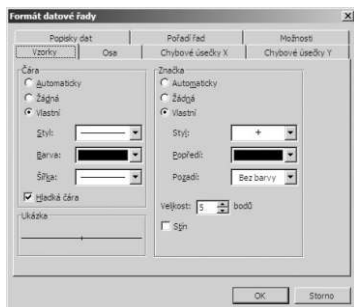 Formát datové řady
Popisky dat
Pořadí řad
Možnosti
Vzorky
Osa
Chybové úsečky X
Chybové úsečky Y
Čára
Automaticky
Žádná
Vlastní
Styl:
Barva:
Šířka:
Hladká čára
Ukázka
Značka
Automaticky
Žádná
Vlastní
Styl:
Popředí:
Pozadí: Bez barvy
Velikost: 5 bodů
Stín
OK
Storno